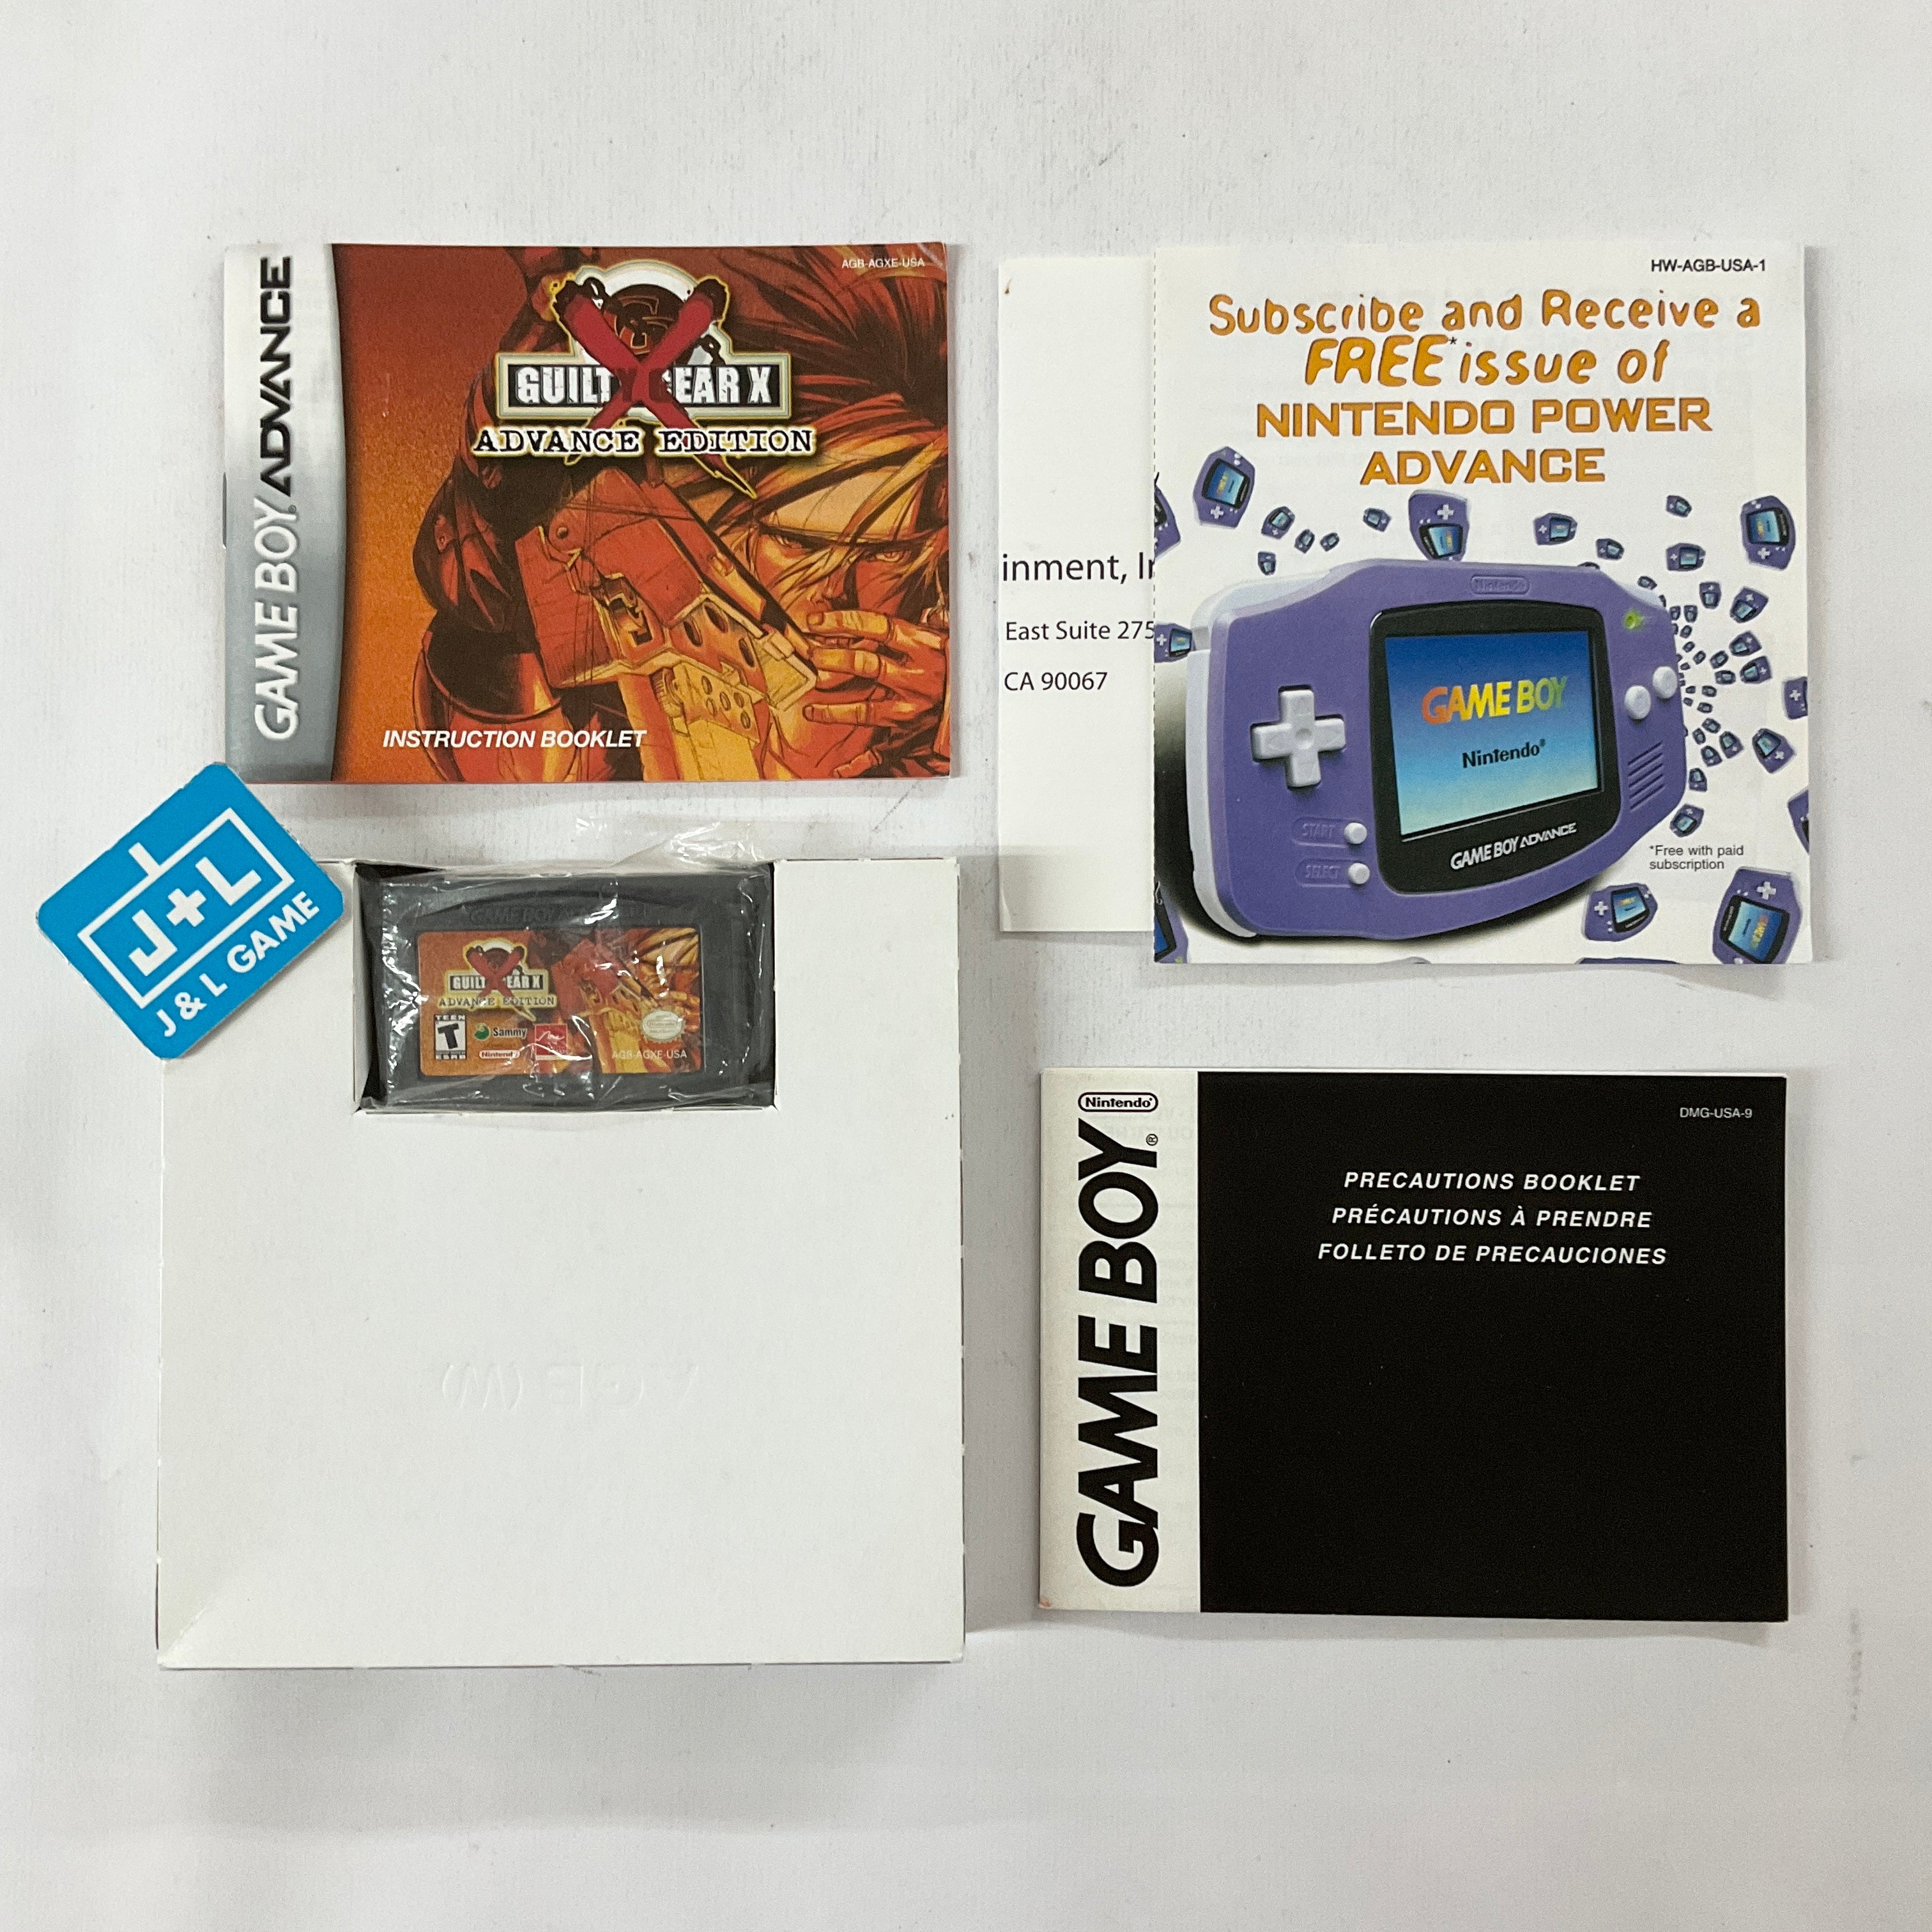 GAME BOY ADVANCE
AGB-AGXE-USA
GUILTY GEAR X
ADVANCE EDITION
INSTRUCTION BOOKLET
inment, I
East Suite 275
CA 90067
HW-AGB-USA-1
Subscribe and Receive a
FREE* issue of
NINTENDO POWER
ADVANCE
Nintendo
GAME BOY
Nintendo®
START
SELECT
GAME BOY ADVANCE
*Free with paid
subscription
J+L
J&L GAME
GAME BOY ADVANCE
GUILTY GEAR X
ADVANCE EDITION
TEEN
T
ESRB
Sammy
Nintendo
AGB-AGXE-USA
Nintendo®
GAME BOY®
DMG-USA-9
PRECAUTIONS BOOKLET
PRÉCAUTIONS À PRENDRE
FOLLETO DE PRECAUCIONES